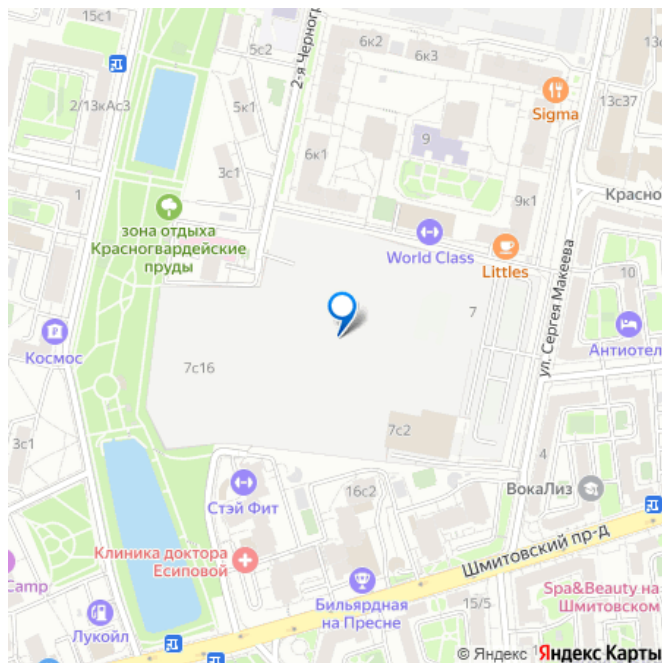 15с1
5с2
2-я Черногр
6к2
6к3
Sigma
13с37
2/13кАс3
5к1
9
3с1
6к1
1
9к1
Красно
зона отдыха
Красногвардейские
пруды
World Class
Littles
ул. Сергея Макеева
10
7
Антиотел
Космос
7с16
7с2
3с1
4
Стэй Фит
16с2
ВокаЛиз
Шмитовский пр-д
Клиника доктора
Есиповой
Camp
Бильярдная
на Пресне
15/5
Spa&Beauty на
Шмитовском
Лукойл
© Яндекс Яндекс Карты